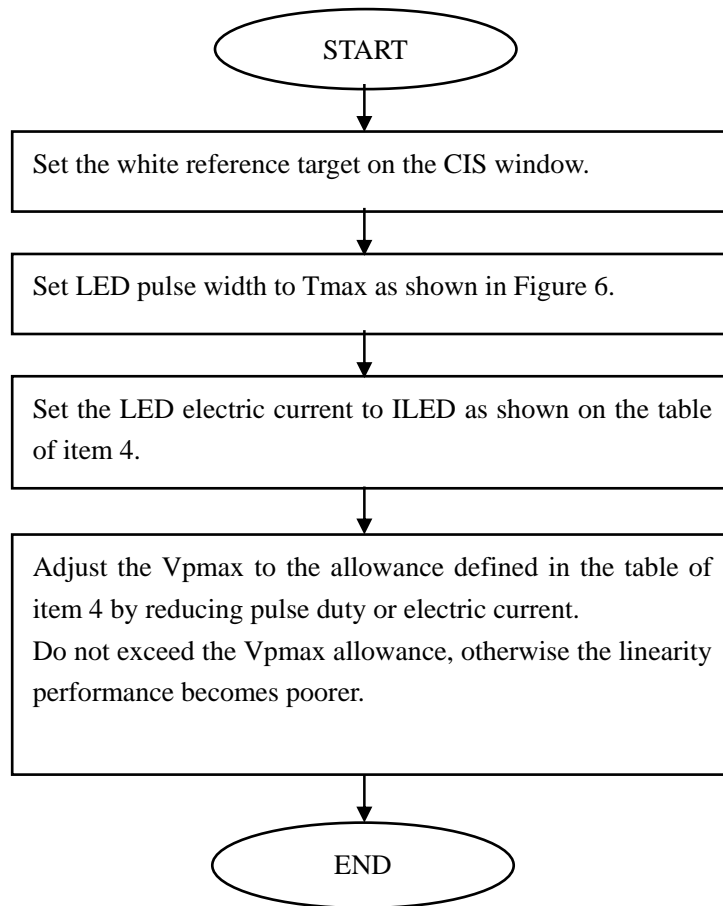 START
Set the white reference target on the CIS window.
Set LED pulse width to Tmax as shown in Figure 6.
Set the LED electric current to ILED as shown on the table
of item 4.
Adjust the Vpmax to the allowance defined in the table of
item 4 by reducing pulse duty or electric current.
Do not exceed the Vpmax allowance, otherwise the linearity
performance becomes poorer.
END